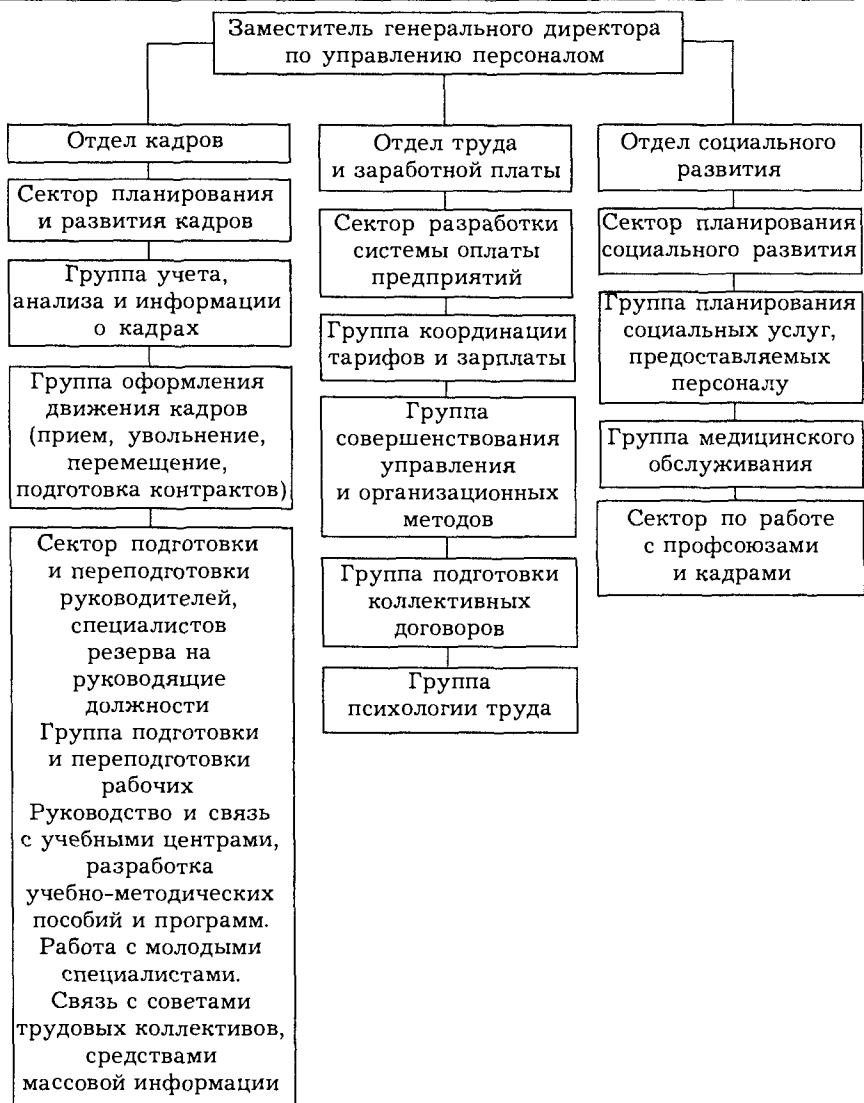 Заместитель генерального директора
по управлению персоналом
Отдел кадров
Сектор планирования
и развития кадров
Группа учета,
анализа и информации
о кадрах
Группа оформления
движения кадров
(прием, увольнение,
перемещение,
подготовка контрактов)
Сектор подготовки
и переподготовки
руководителей,
специалистов
резерва на
руководящие
должности
Группа подготовки
и переподготовки
рабочих
Руководство и связь
с учебными центрами,
разработка
учебно-методических
пособий и программ.
Работа с молодыми
специалистами.
Связь с советами
трудовых коллективов,
средствами
массовой информации
Отдел труда
и заработной платы
Сектор разработки
системы оплаты
предприятий
Группа координации
тарифов и зарплаты
Группа
совершенствования
управления
и организационных
методов
Группа подготовки
коллективных
договоров
Группа
психологии труда
Отдел социального
развития
Сектор планирования
социального развития
Группа планирования
социальных услуг,
предоставляемых
персоналу
Группа медицинского
обслуживания
Сектор по работе
с профсоюзами
и кадрами